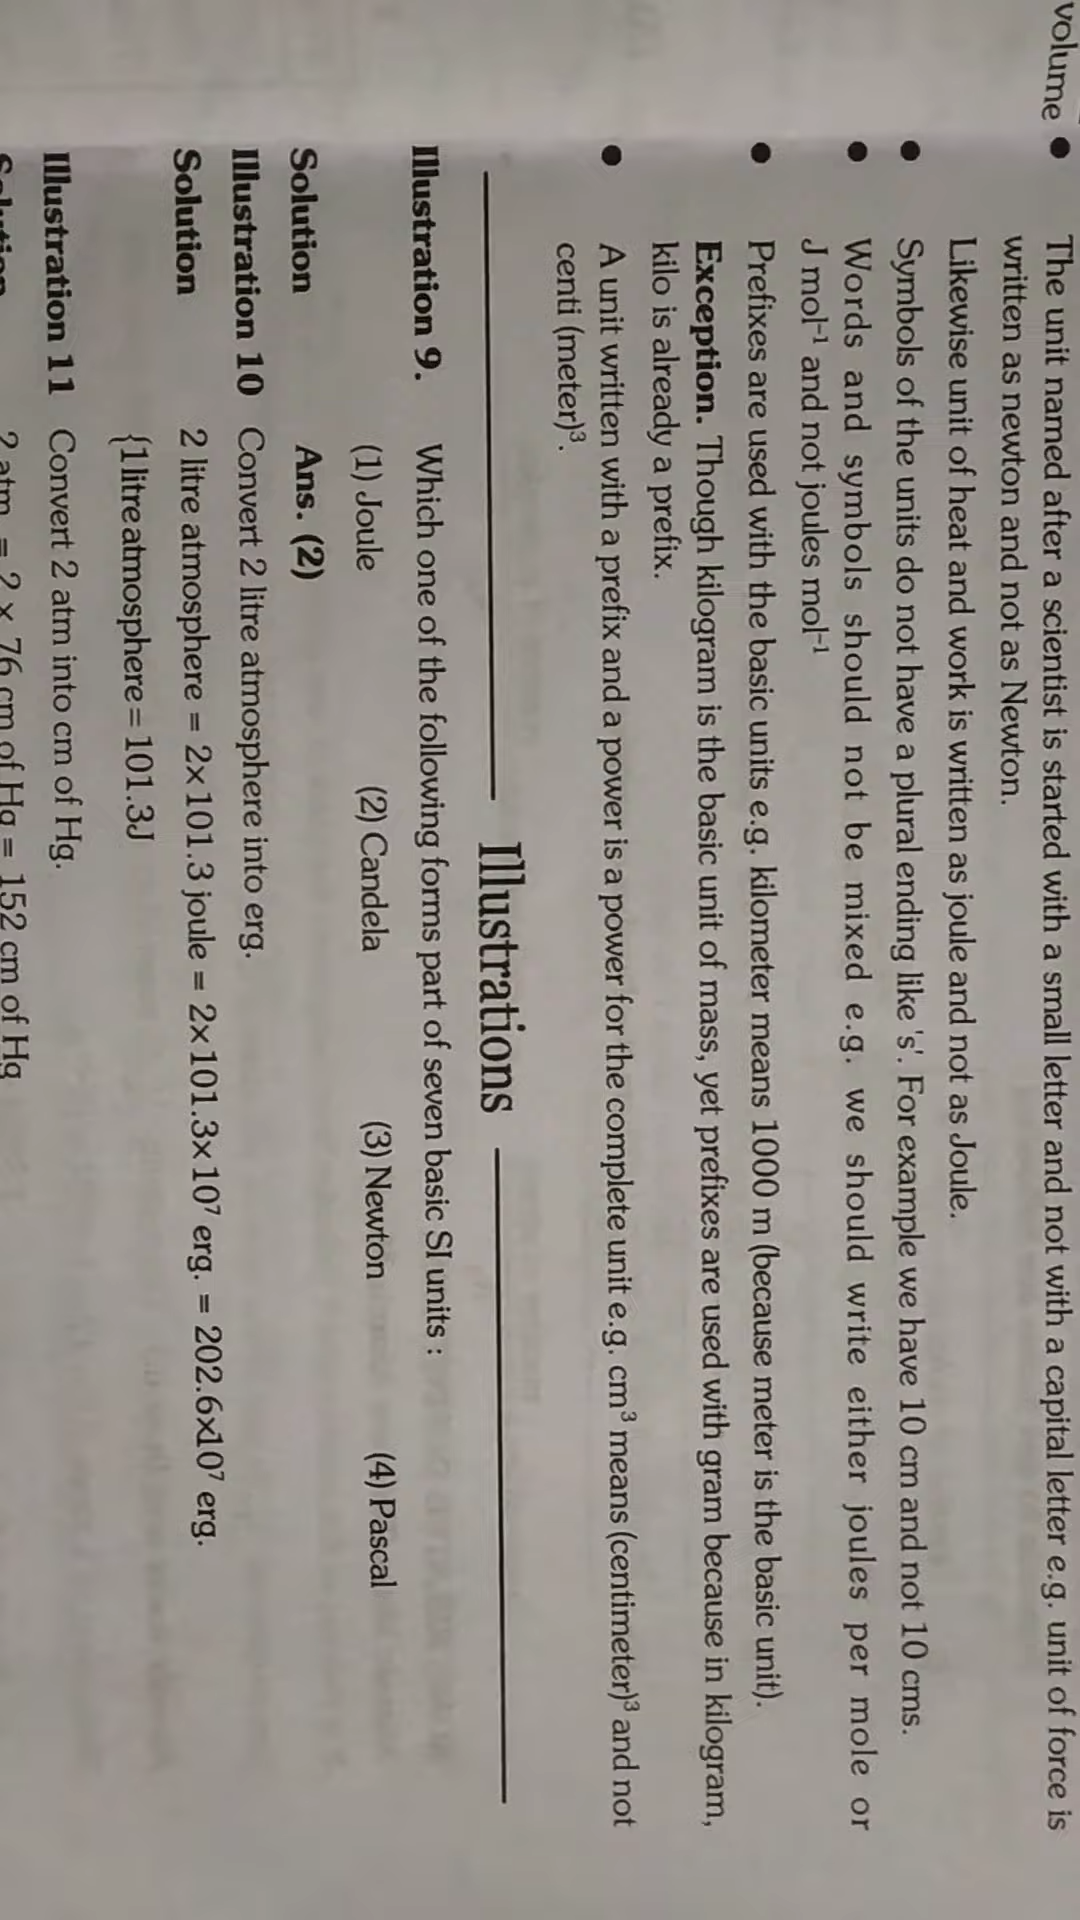 volume
• The unit named after a scientist is started with a small letter and not with a capital letter e.g. unit of force is
written as newton and not as Newton.
Likewise unit of heat and work is written as joule and not as Joule.
• Symbols of the units do not have a plural ending like 's'. For example we have 10 cm and not 10 cms.
• Words and symbols should not be mixed e.g. we should write either joules per mole or
J mol⁻¹ and not joules mol⁻¹
• Prefixes are used with the basic units e.g. kilometer means 1000 m (because meter is the basic unit).
Exception. Though kilogram is the basic unit of mass, yet prefixes are used with gram because in kilogram,
kilo is already a prefix.
• A unit written with a prefix and a power is a power for the complete unit e.g. cm³ means (centimeter)³ and not
centi (meter)³.
Illustrations
Illustration 9. Which one of the following forms part of seven basic SI units :
(1) Joule (2) Candela (3) Newton (4) Pascal
Solution Ans. (2)
Illustration 10 Convert 2 litre atmosphere into erg.
Solution 2 litre atmosphere = 2×101.3 joule = 2×101.3×10⁷ erg. = 202.6×10⁷ erg.
{1 litre atmosphere = 101.3J
Illustration 11 Convert 2 atm into cm of Hg.
Solution 2 atm = 2 × 76 cm of Hg = 152 cm of Hg